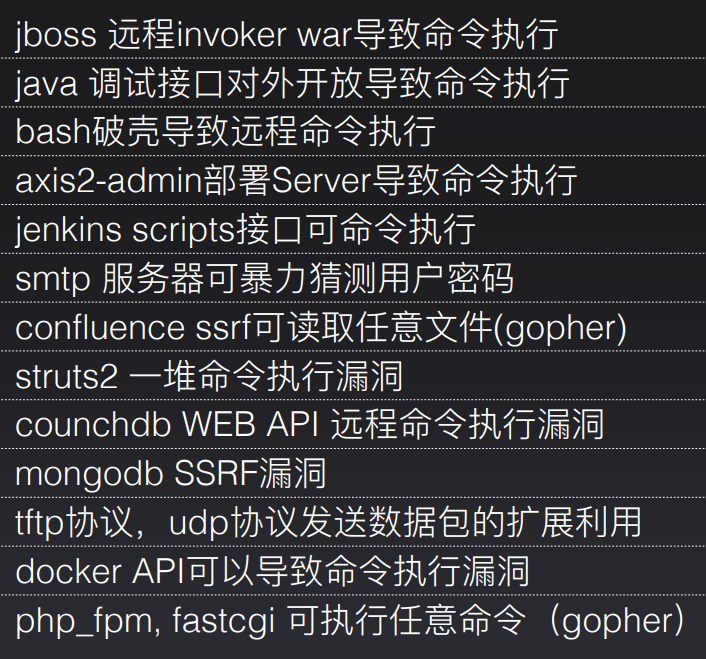 jboss 远程invoker war导致命令执行
java 调试接口对外开放导致命令执行
bash破壳导致远程命令执行
axis2-admin部署Server导致命令执行
jenkins scripts接口可命令执行
smtp 服务器可暴力猜测用户密码
confluence ssrf可读取任意文件(gopher)
struts2 一堆命令执行漏洞
counchdb WEB API 远程命令执行漏洞
mongodb SSRF漏洞
tftp协议，udp协议发送数据包的扩展利用
docker API可以导致命令执行漏洞
php_fpm, fastcgi 可执行任意命令（gopher）